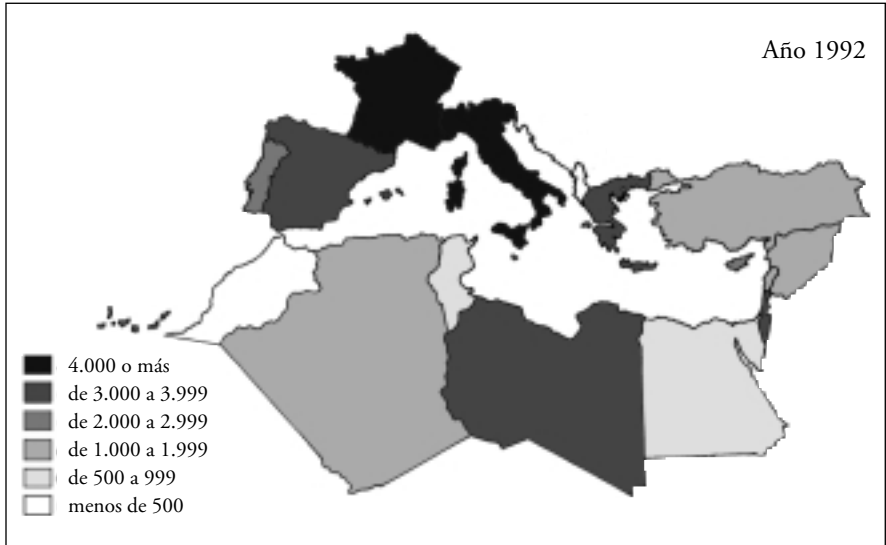 Año 1992
4.000 o más
de 3.000 a 3.999
de 2.000 a 2.999
de 1.000 a 1.999
de 500 a 999
menos de 500